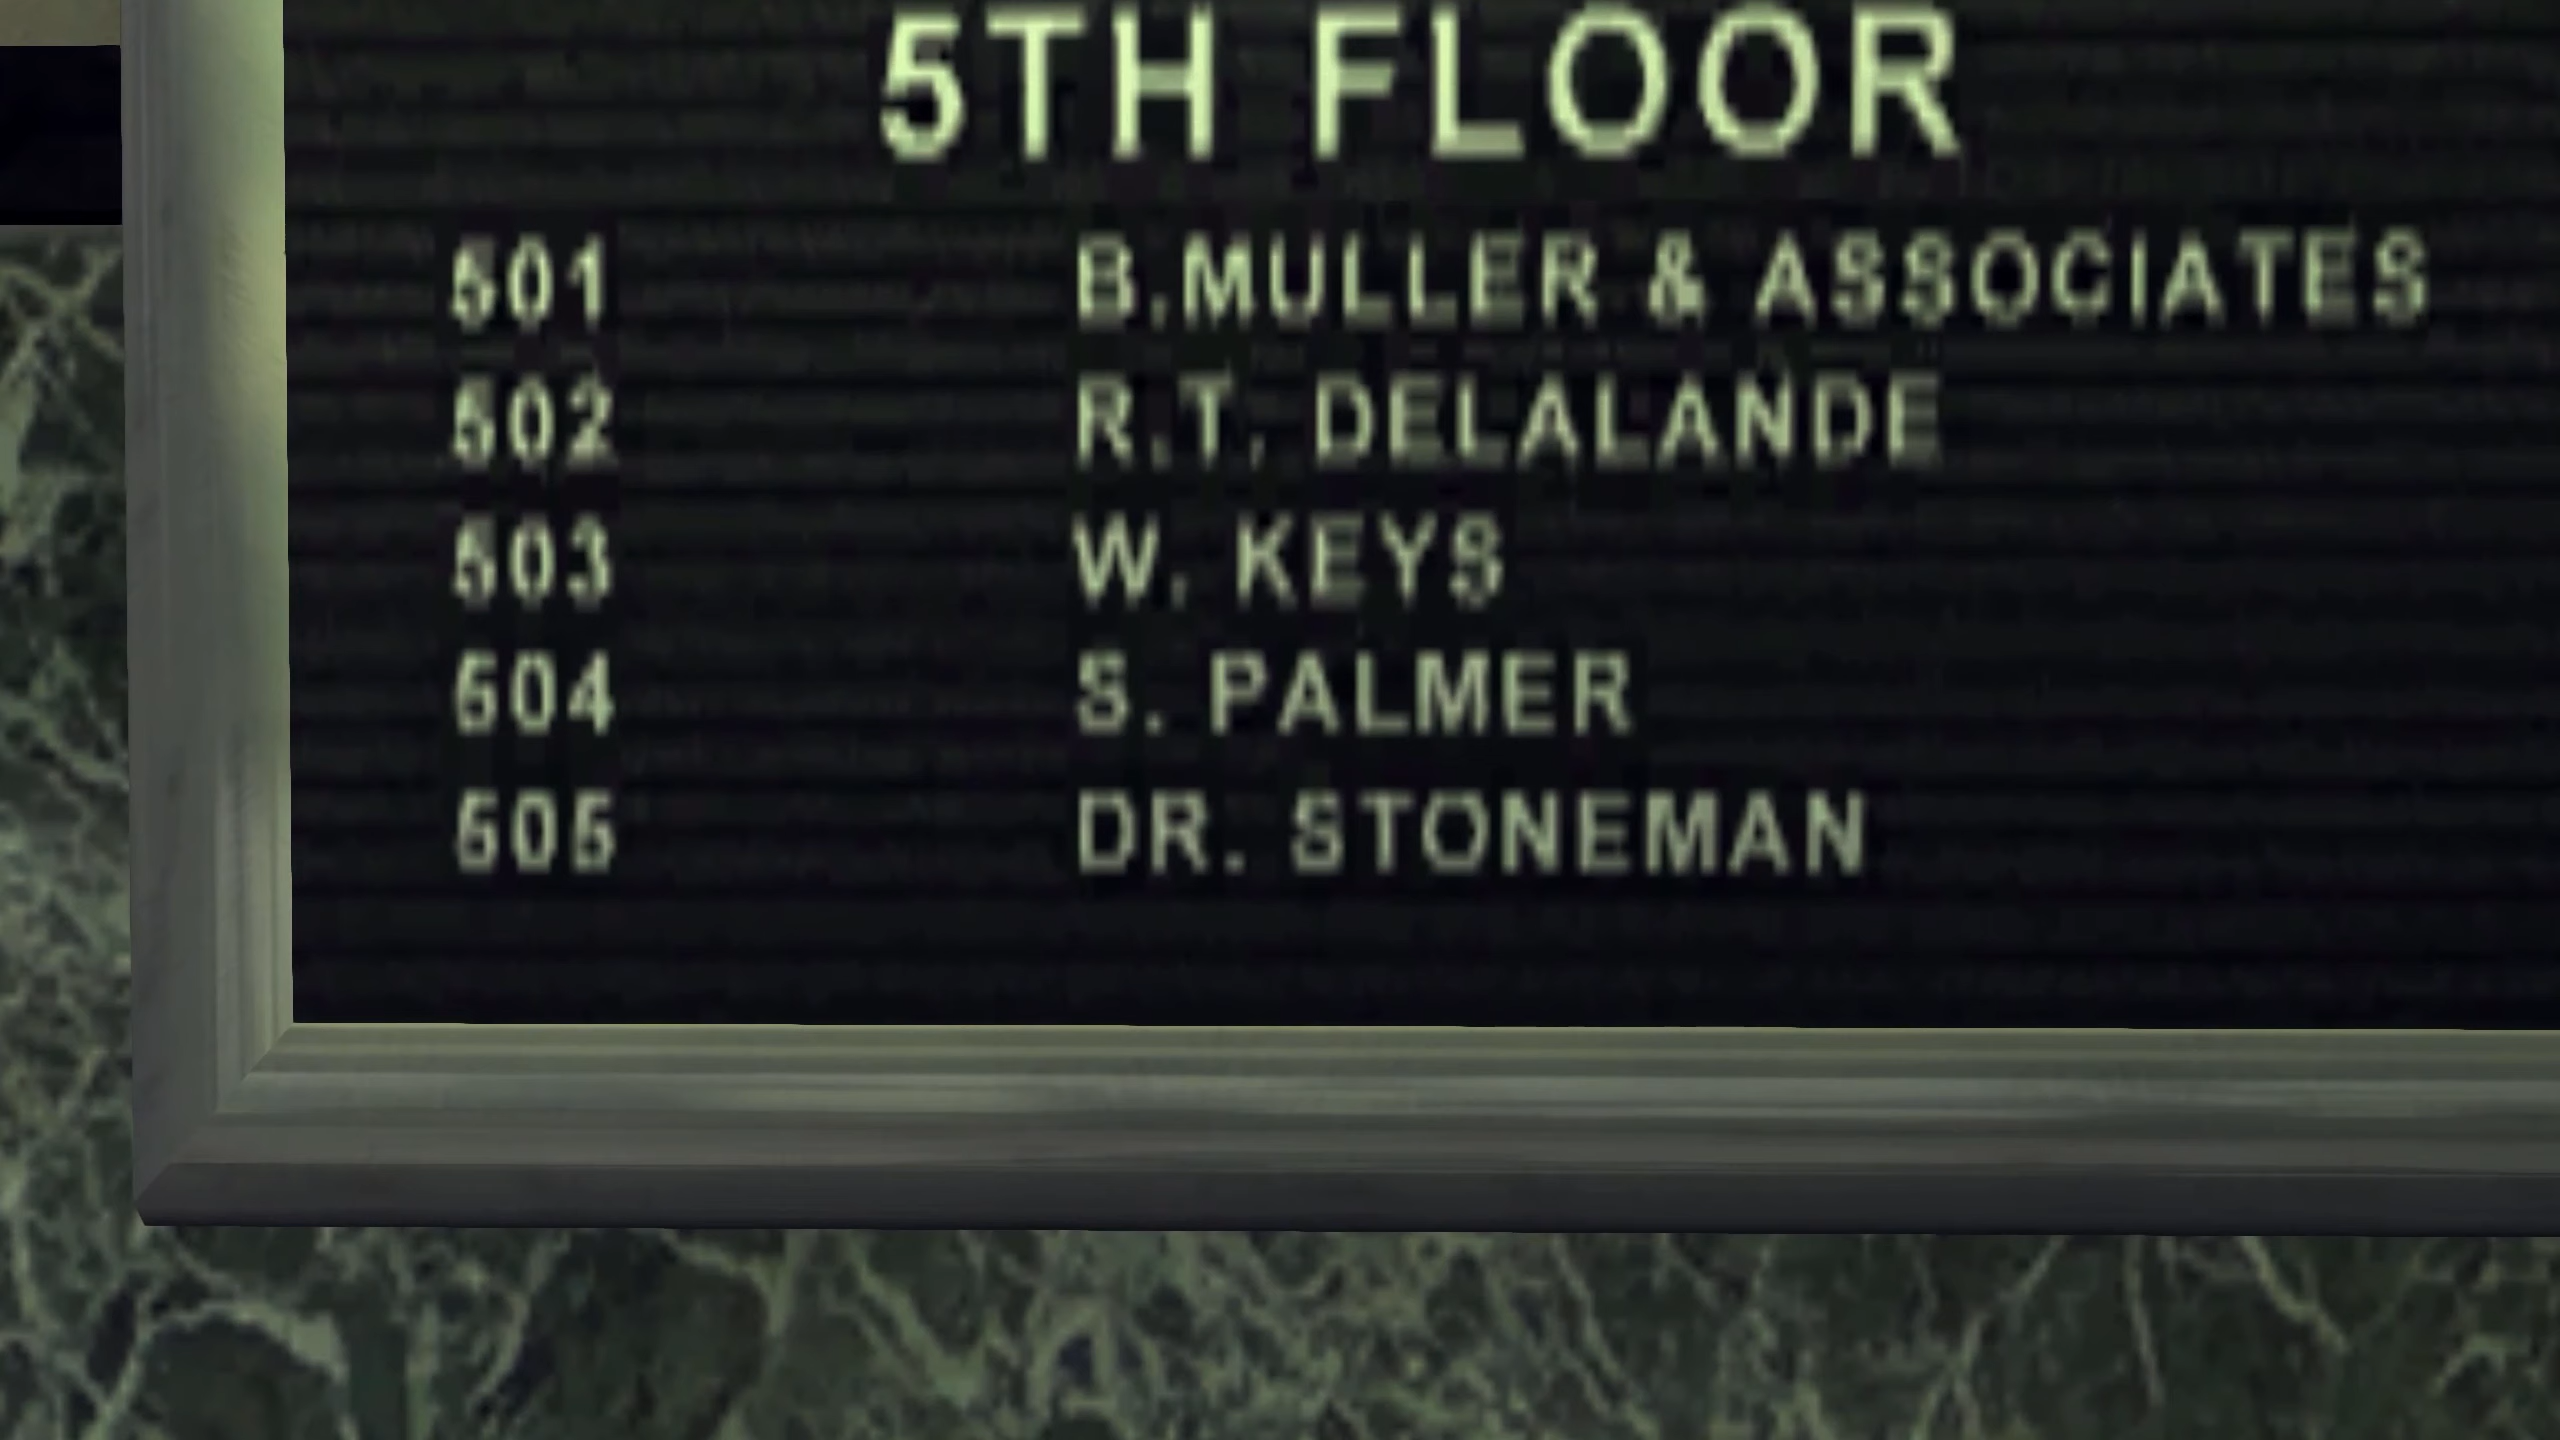 5TH FLOOR
501 B.MULLER & ASSOCIATES
502 R.T. DELALANDE
503 W. KEYS
504 S. PALMER
505 DR. STONEMAN